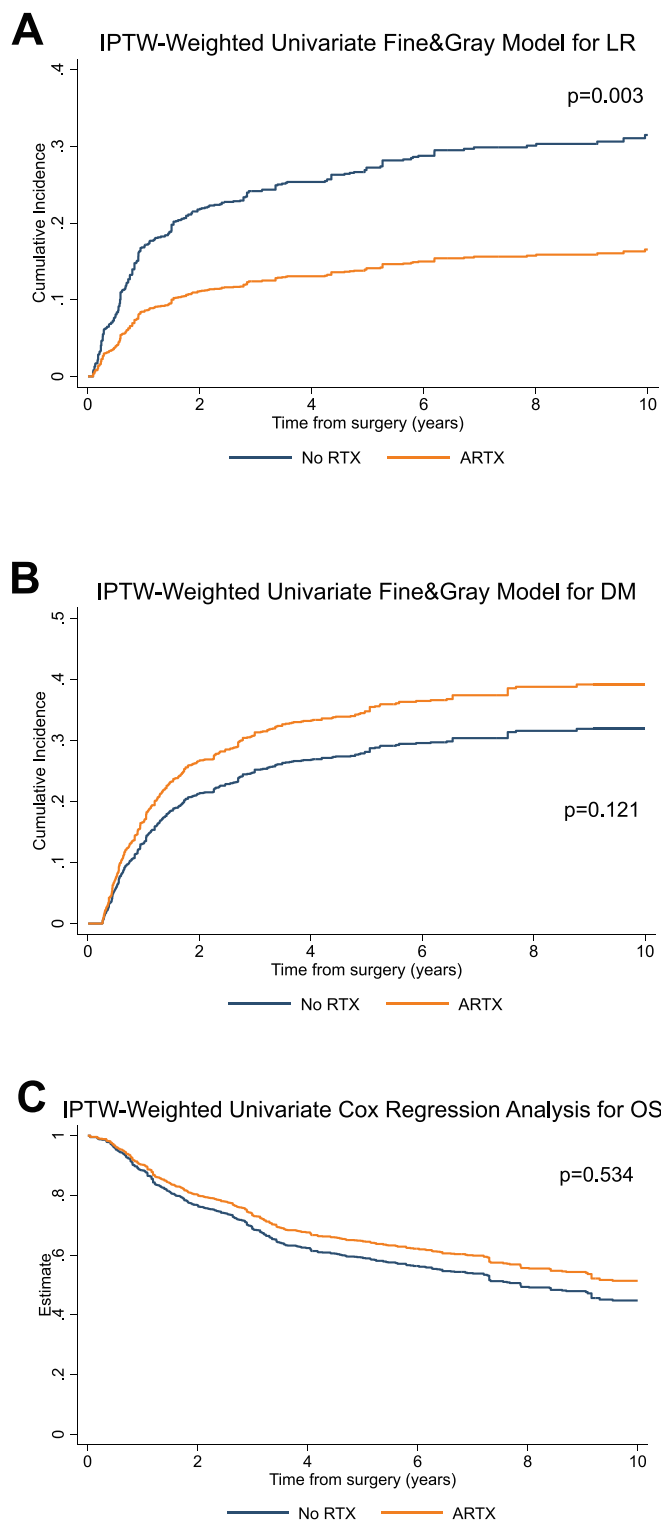 A
IPTW-Weighted Univariate Fine&Gray Model for LR
p=0.003
Cumulative Incidence
.4
.3
.2
.1
0
0 2 4 6 8 10
Time from surgery (years)
No RTX ARTX
B
IPTW-Weighted Univariate Fine&Gray Model for DM
p=0.121
Cumulative Incidence
.5
.4
.3
.2
.1
0
0 2 4 6 8 10
Time from surgery (years)
No RTX ARTX
C
IPTW-Weighted Univariate Cox Regression Analysis for OS
p=0.534
Estimate
1
.8
.6
.4
.2
0
0 2 4 6 8 10
Time from surgery (years)
No RTX ARTX